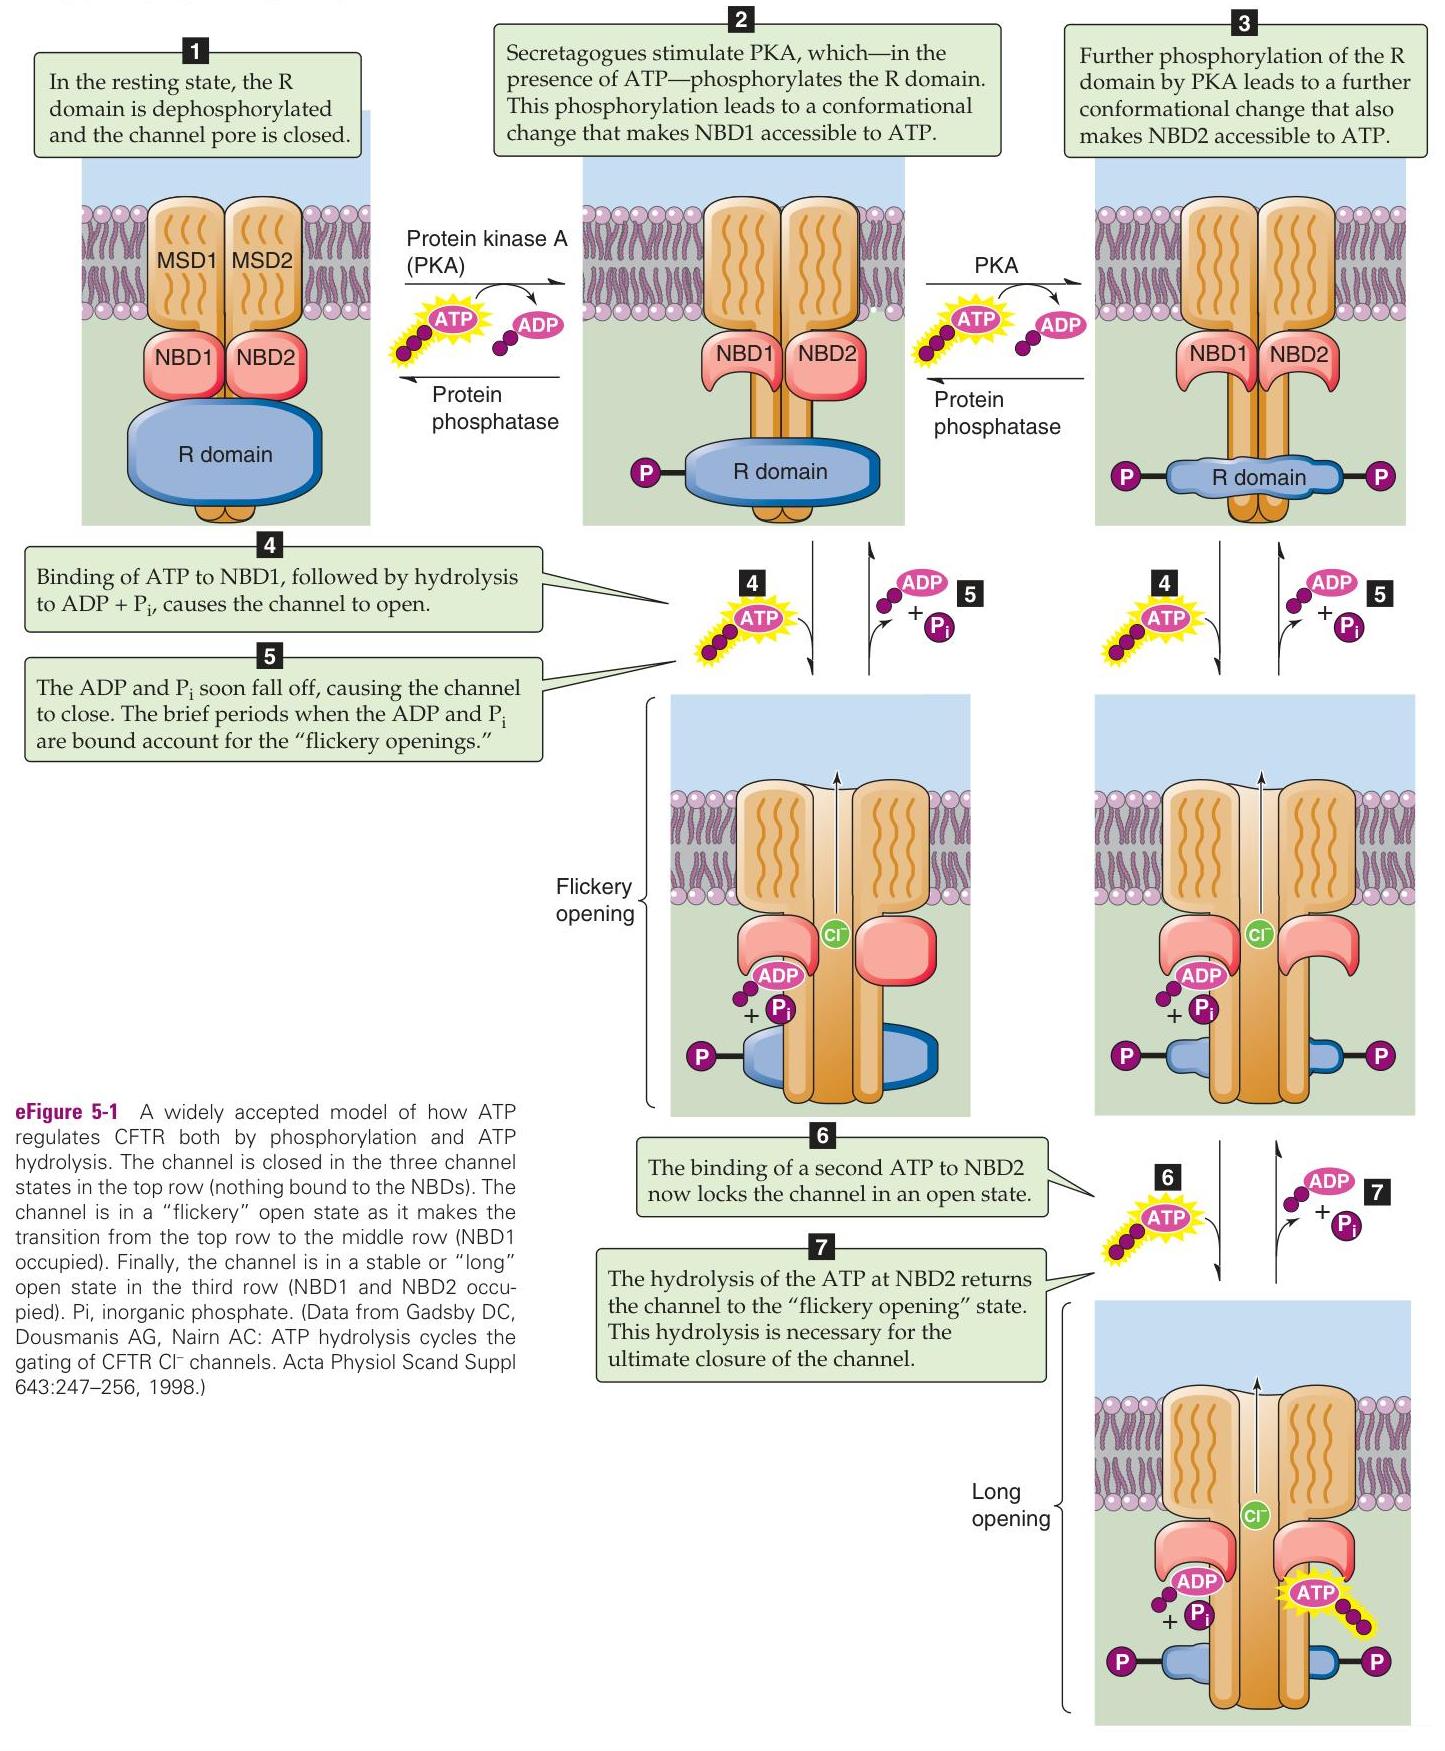 1
In the resting state, the R
domain is dephosphorylated
and the channel pore is closed.
2
Secretagogues stimulate PKA, which—in the
presence of ATP—phosphorylates the R domain.
This phosphorylation leads to a conformational
change that makes NBD1 accessible to ATP.
3
Further phosphorylation of the R
domain by PKA leads to a further
conformational change that also
makes NBD2 accessible to ATP.
MSD1 MSD2
NBD1 NBD2
R domain
Protein kinase A
(PKA)
ATP
ADP
Protein
phosphatase
NBD1 NBD2
P R domain
PKA
ATP
ADP
Protein
phosphatase
NBD1 NBD2
P R domain P
4
Binding of ATP to NBD1, followed by hydrolysis
to ADP + Pi, causes the channel to open.
5
The ADP and Pi soon fall off, causing the channel
to close. The brief periods when the ADP and Pi
are bound account for the “flickery openings.”
4
ATP
ADP
+
Pi
5
4
ATP
ADP
+
Pi
5
Flickery
opening
Cl−
ADP
+ Pi
P
Cl−
ADP
+ Pi
P P
6
The binding of a second ATP to NBD2
now locks the channel in an open state.
7
The hydrolysis of the ATP at NBD2 returns
the channel to the “flickery opening” state.
This hydrolysis is necessary for the
ultimate closure of the channel.
6
ATP
ADP
+
Pi
7
Long
opening
Cl−
ADP
+ Pi
ATP
P P
eFigure 5-1 A widely accepted model of how ATP
regulates CFTR both by phosphorylation and ATP
hydrolysis. The channel is closed in the three channel
states in the top row (nothing bound to the NBDs). The
channel is in a “flickery” open state as it makes the
transition from the top row to the middle row (NBD1
occupied). Finally, the channel is in a stable or “long”
open state in the third row (NBD1 and NBD2 occu-
pied). Pi, inorganic phosphate. (Data from Gadsby DC,
Dousmanis AG, Nairn AC: ATP hydrolysis cycles the
gating of CFTR Cl− channels. Acta Physiol Scand Suppl
643:247–256, 1998.)